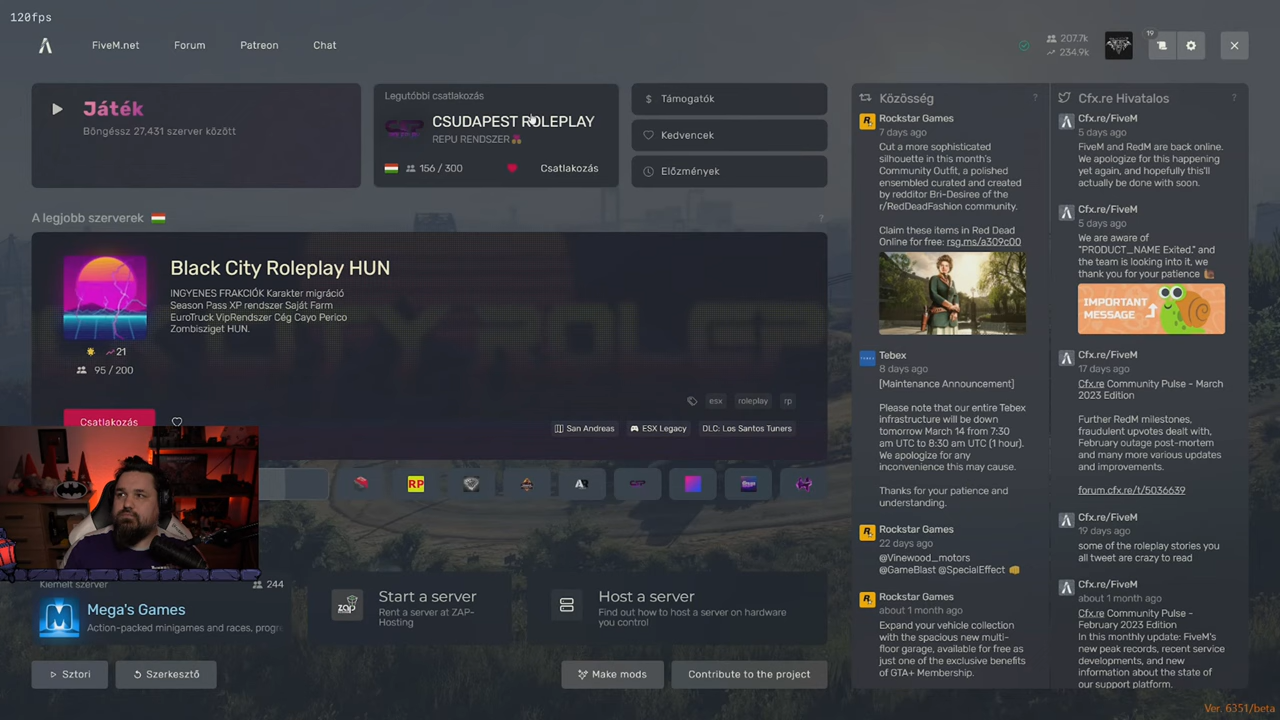 120fps
FiveM.net
Forum
Patreon
Chat
207.7k
234.9k
19
Játék
Böngéssz 27,431 szerver között
Legutóbbi csatlakozás
CSUDAPEST ROLEPLAY
REPU RENDSZER
156 / 300
Csatlakozás
$ Támogatók
Kedvencek
Előzmények
A legjobb szerverek
?
Black City Roleplay HUN
INGYENES FRAKCIÓK Karakter migráció
Season Pass XP rendszer Saját Farm
EuroTruck VipRendszer Cég Cayo Perico
Zombisziget HUN.
21
95 / 200
Csatlakozás
esx
roleplay
rp
San Andreas
ESX Legacy
DLC: Los Santos Tuners
RP
Kiemelt szerver
244
Mega's Games
Action-packed minigames and races, progr
ZAP
Start a server
Rent a server at ZAP-
Hosting
Host a server
Find out how to host a server on hardware
you control
Sztori
Szerkesztő
Make mods
Contribute to the project
Közösség
?
Rockstar Games
7 days ago
Cut a more sophisticated
silhouette in this month's
Community Outfit, a polished
ensembled curated and created
by redditor Bri-Desiree of the
r/RedDeadFashion community.
Claim these items in Red Dead
Online for free: rsg.ms/a309c00
Tebex
8 days ago
[Maintenance Announcement]
Please note that our entire Tebex
infrastructure will be down
tomorrow March 14 from 7:30
am UTC to 8:30 am UTC (1 hour).
We apologize for any
inconvenience this may cause.
Thanks for your patience and
understanding.
Rockstar Games
22 days ago
@Vinewood_motors
@GameBlast @SpecialEffect
Rockstar Games
about 1 month ago
Expand your vehicle collection
with the spacious new multi-
floor garage, available for free as
just one of the exclusive benefits
of GTA+ Membership.
Cfx.re Hivatalos
?
Cfx.re/FiveM
5 days ago
FiveM and RedM are back online.
We apologize for this happening
yet again, and hopefully this'll
actually be done with soon.
Cfx.re/FiveM
5 days ago
We are aware of
"PRODUCT_NAME Exited." and
the team is looking into it, we
thank you for your patience
IMPORTANT
MESSAGE
Cfx.re/FiveM
17 days ago
Cfx.re Community Pulse - March
2023 Edition
Further RedM milestones,
fraudulent upvotes dealt with,
February outage post-mortem
and many more various updates
and improvements.
forum.cfx.re/t/5036639
Cfx.re/FiveM
19 days ago
some of the roleplay stories you
all tweet are crazy to read
Cfx.re/FiveM
about 1 month ago
Cfx.re Community Pulse -
February 2023 Edition
In this monthly update: FiveM's
new peak records, recent service
developments, and new
information about the state of
our support platform.
Ver. 6351/beta